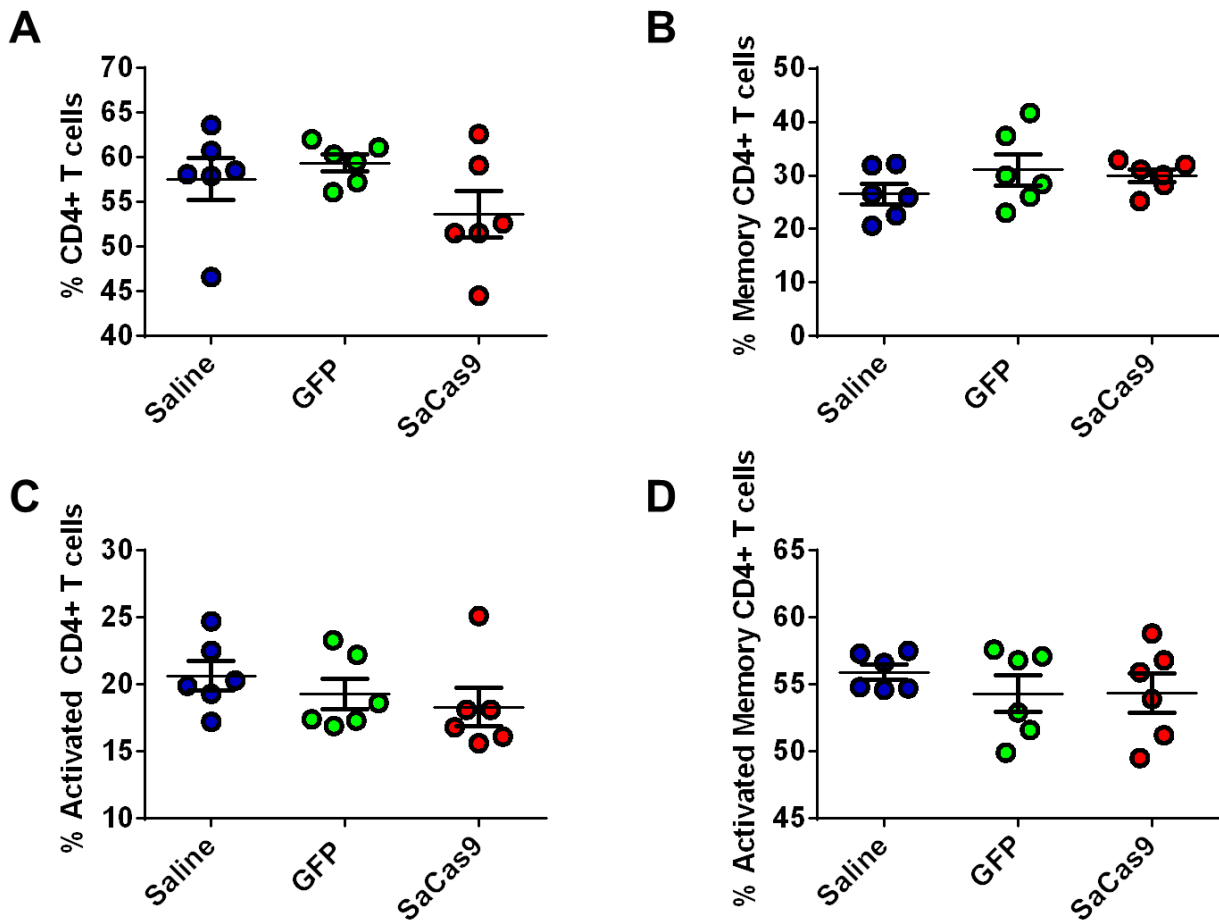 A
% CD4+ T cells
70
65
60
55
50
45
40
Saline
GFP
SaCas9
B
% Memory CD4+ T cells
50
40
30
20
10
0
Saline
GFP
SaCas9
C
% Activated CD4+ T cells
30
25
20
15
10
Saline
GFP
SaCas9
D
% Activated Memory CD4+ T cells
65
60
55
50
45
Saline
GFP
SaCas9